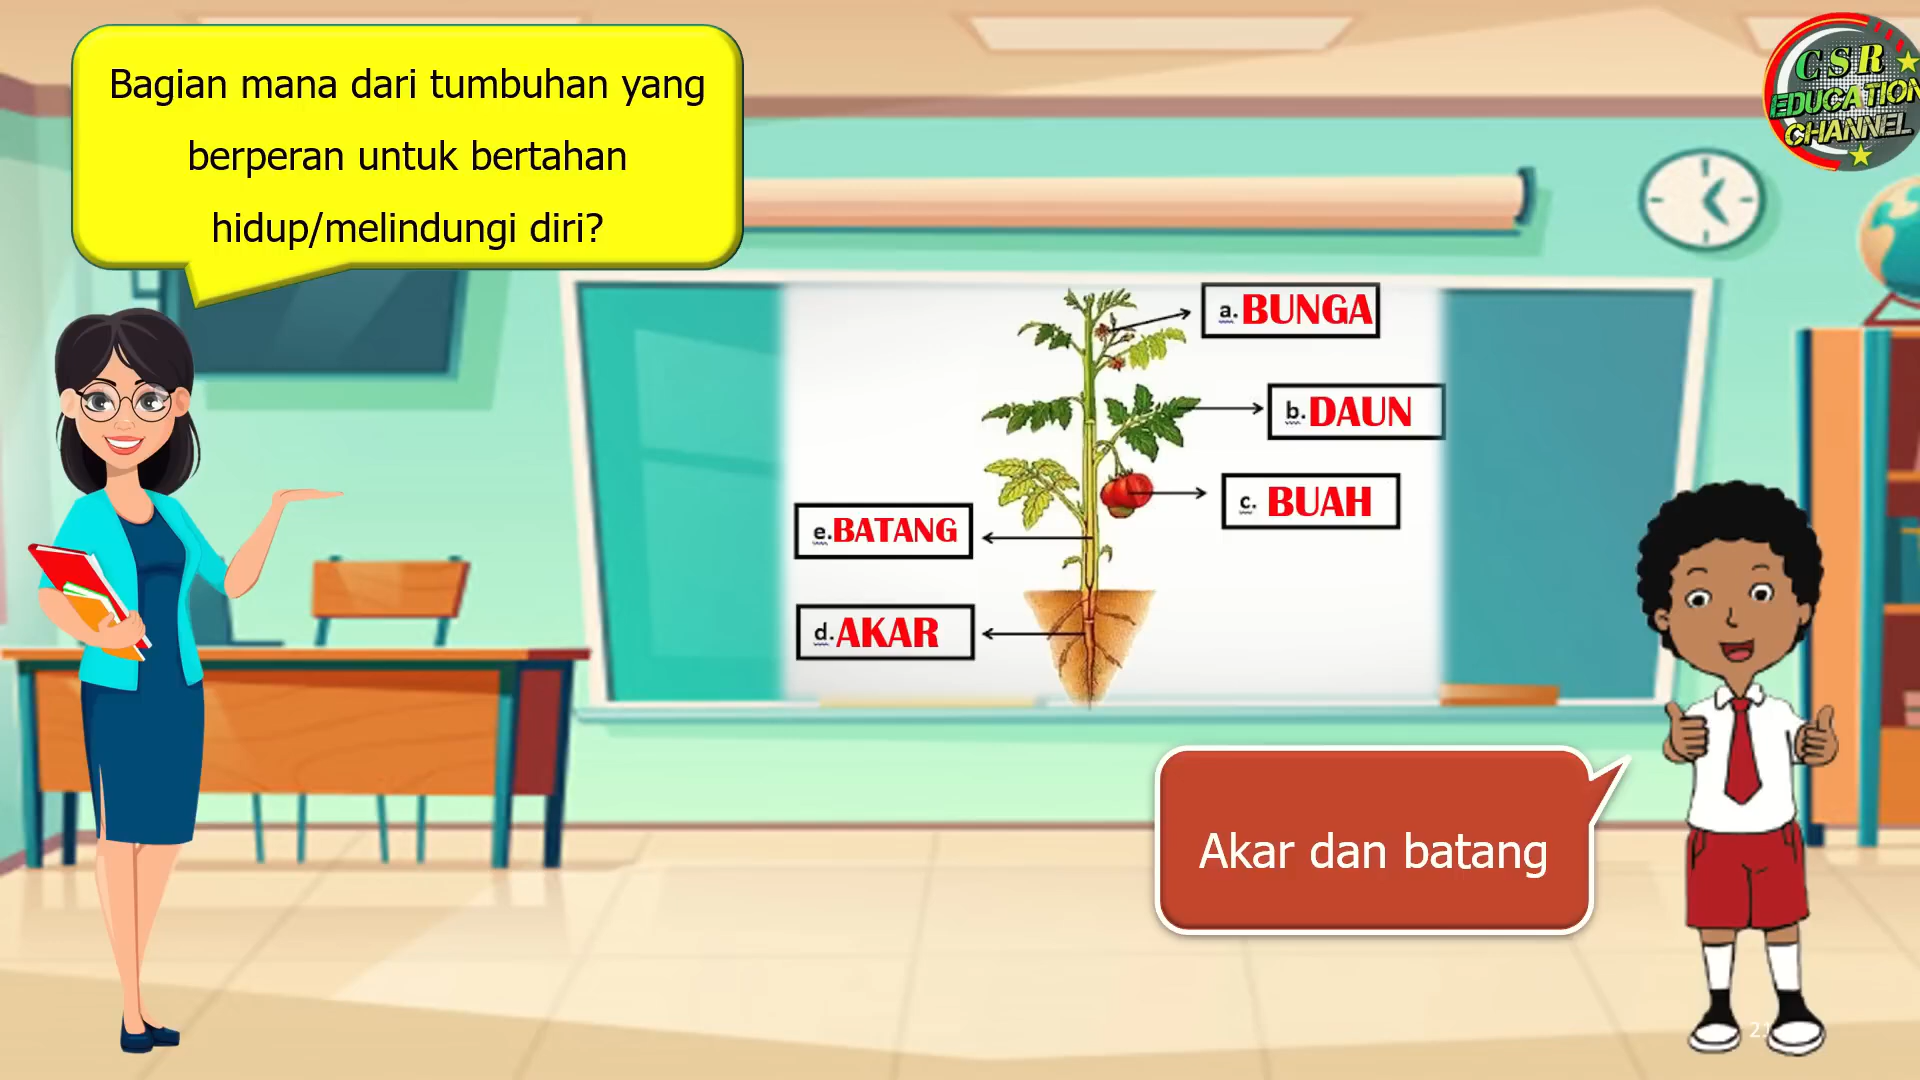 Bagian mana dari tumbuhan yang
berperan untuk bertahan
hidup/melindungi diri?
CSR
EDUCATION
CHANNEL
a. BUNGA
b. DAUN
c. BUAH
e. BATANG
d. AKAR
Akar dan batang